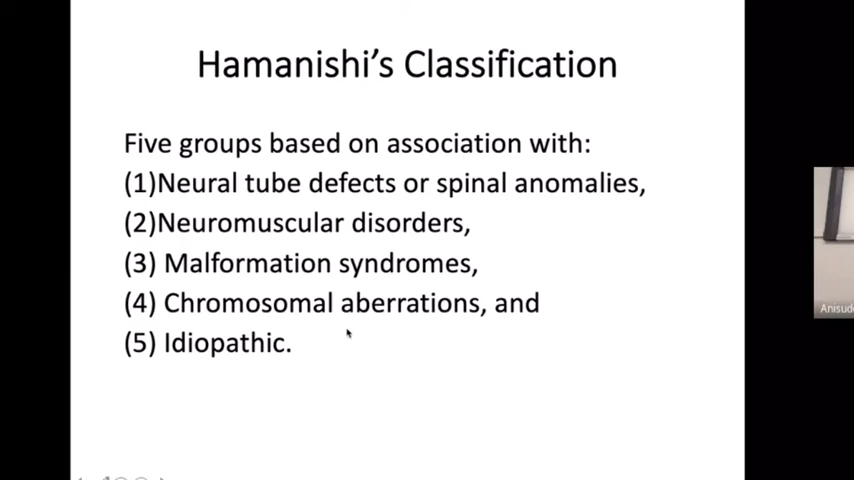 Hamanishi's Classification
Five groups based on association with:
(1)Neural tube defects or spinal anomalies,
(2)Neuromuscular disorders,
(3) Malformation syndromes,
(4) Chromosomal aberrations, and
(5) Idiopathic.